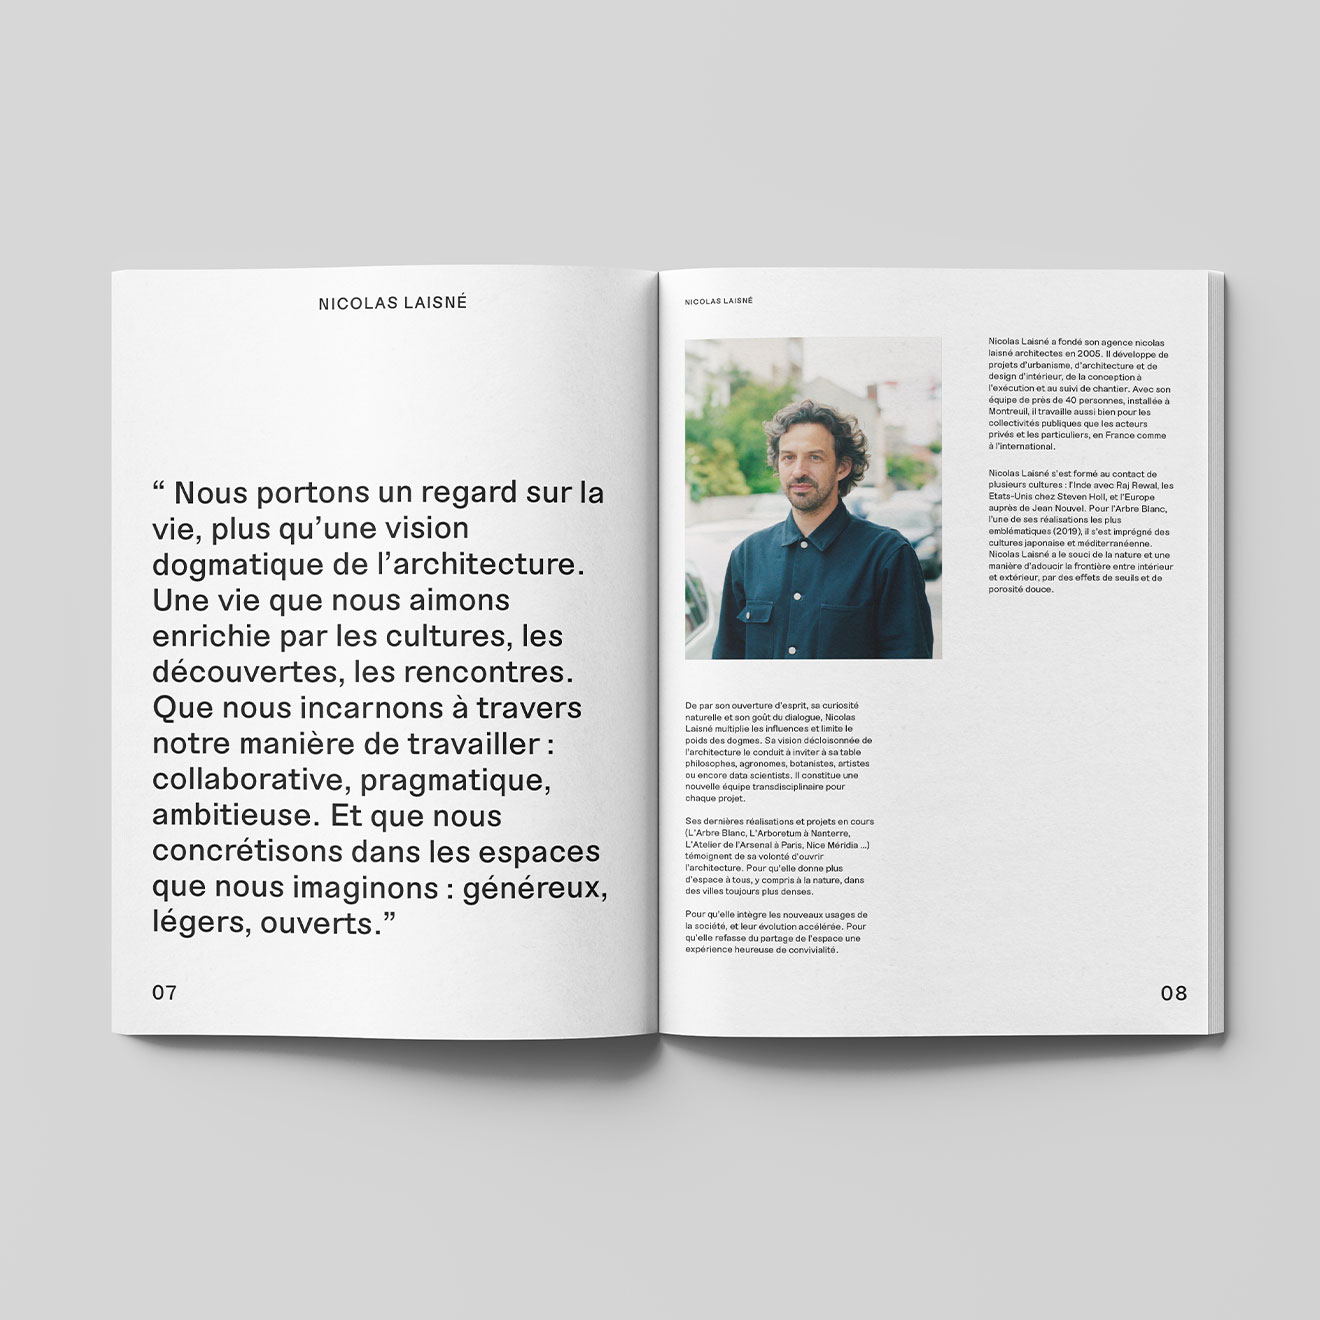 NICOLAS LAISNÉ
“ Nous portons un regard sur la
vie, plus qu’une vision
dogmatique de l’architecture.
Une vie que nous aimons
enrichie par les cultures, les
découvertes, les rencontres.
Que nous incarnons à travers
notre manière de travailler :
collaborative, pragmatique,
ambitieuse. Et que nous
concrétisons dans les espaces
que nous imaginons : généreux,
légers, ouverts.”
07
NICOLAS LAISNÉ
Nicolas Laisné a fondé son agence nicolas
laisné architectes en 2005. Il développe de
projets d'urbanisme, d'architecture et de
design d'intérieur, de la conception à
l'exécution et au suivi de chantier. Avec son
équipe de près de 40 personnes, installée à
Montreuil, il travaille aussi bien pour les
collectivités publiques que les acteurs
privés et les particuliers, en France comme
à l'international.
Nicolas Laisné s'est formé au contact de
plusieurs cultures : l'Inde avec Raj Rewal, les
Etats-Unis chez Steven Holl, et l'Europe
auprès de Jean Nouvel. Pour l'Arbre Blanc,
l'une de ses réalisations les plus
emblématiques (2019), il s'est imprégné des
cultures japonaise et méditerranéenne.
Nicolas Laisné a le souci de la nature et une
manière d'adoucir la frontière entre intérieur
et extérieur, par des effets de seuils et de
porosité douce.
De par son ouverture d'esprit, sa curiosité
naturelle et son goût du dialogue, Nicolas
Laisné multiplie les influences et limite le
poids des dogmes. Sa vision décloisonnée de
l'architecture le conduit à inviter à sa table
philosophes, agronomes, botanistes, artistes
ou encore data scientists. Il constitue une
nouvelle équipe transdisciplinaire pour
chaque projet.
Ses dernières réalisations et projets en cours
(L'Arbre Blanc, L'Arboretum à Nanterre,
L'Atelier de l'Arsenal à Paris, Nice Méridia ...)
témoignent de sa volonté d'ouvrir
l'architecture. Pour qu'elle donne plus
d'espace à tous, y compris à la nature, dans
des villes toujours plus denses.
Pour qu'elle intègre les nouveaux usages de
la société, et leur évolution accélérée. Pour
qu'elle refasse du partage de l'espace une
expérience heureuse de convivialité.
08